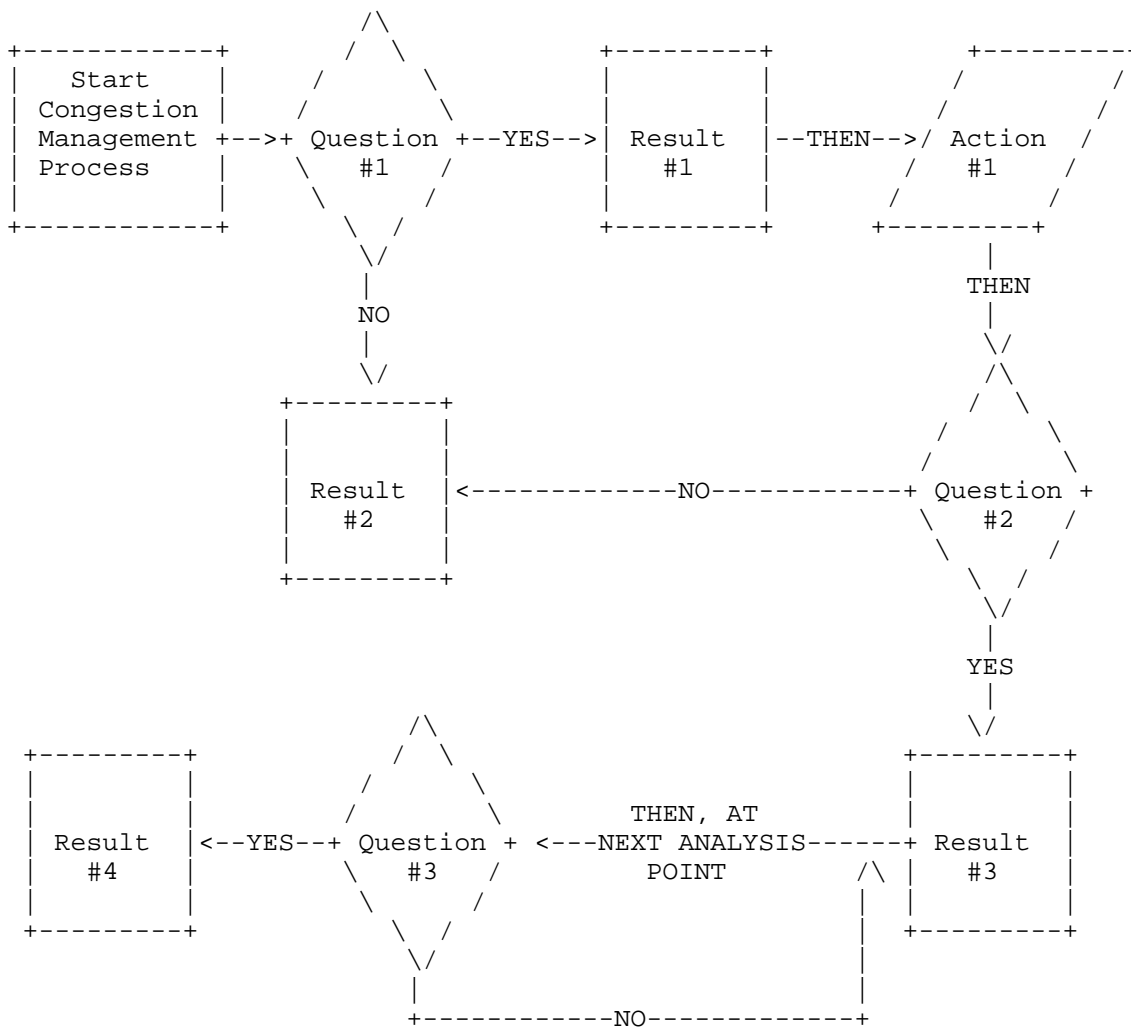 Start
Congestion
Management
Process
Question
#1
YES
Result
#1
THEN
Action
#1
NO
THEN
Result
#2
NO
Question
#2
YES
Result
#4
YES
Question
#3
THEN, AT
NEXT ANALYSIS
POINT
Result
#3
NO